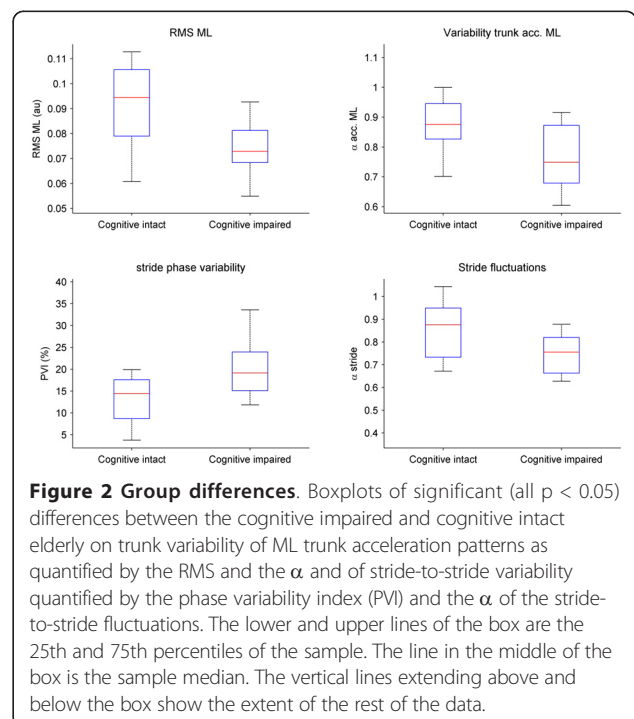 RMS ML
RMS ML (au)
0.11
0.1
0.09
0.08
0.07
0.06
0.05
Cognitive intact Cognitive impaired
Variability trunk acc. ML
α acc. ML
1.1
1
0.9
0.8
0.7
0.6
Cognitive intact Cognitive impaired
stride phase variability
PVI (%)
40
35
30
25
20
15
10
5
Cognitive intact Cognitive impaired
Stride fluctuations
α stride
1
0.9
0.8
0.7
0.6
0.5
0.4
Cognitive intact Cognitive impaired
Figure 2 Group differences. Boxplots of significant (all p < 0.05)
differences between the cognitive impaired and cognitive intact
elderly on trunk variability of ML trunk acceleration patterns as
quantified by the RMS and the α and of stride-to-stride variability
quantified by the phase variability index (PVI) and the α of the stride-
to-stride fluctuations. The lower and upper lines of the box are the
25th and 75th percentiles of the sample. The line in the middle of the
box is the sample median. The vertical lines extending above and
below the box show the extent of the rest of the data.